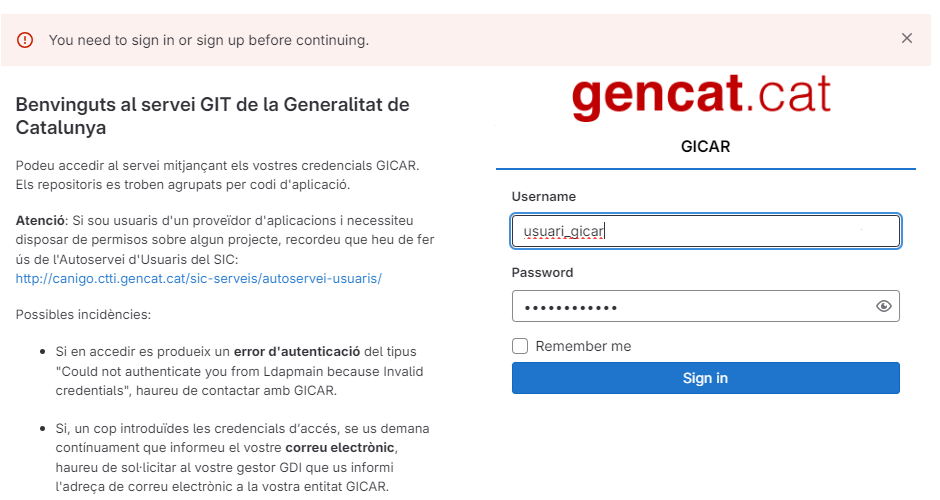 You need to sign in or sign up before continuing.
Benvinguts al servei GIT de la Generalitat de
Catalunya
Podeu accedir al servei mitjançant els vostres credencials GICAR.
Els repositoris es troben agrupats per codi d'aplicació.
Atenció: Si sou usuaris d'un proveïdor d'aplicacions i necessiteu
disposar de permisos sobre algun projecte, recordeu que heu de fer
ús de l'Autoservei d'Usuaris del SIC:
http://canigo.ctti.gencat.cat/sic-serveis/autoservei-usuaris/
Possibles incidències:
• Si en accedir es produeix un error d'autenticació del tipus
"Could not authenticate you from Ldapmain because Invalid
credentials", haureu de contactar amb GICAR.
• Si, un cop introduïdes les credencials d'accés, se us demana
contínuament que informeu el vostre correu electrònic,
haureu de sol·licitar al vostre gestor GDI que us informi
l'adreça de correu electrònic a la vostra entitat GICAR.
gencat.cat
GICAR
Username
usuari_gicar
Password
••••••••••••
Remember me
Sign in